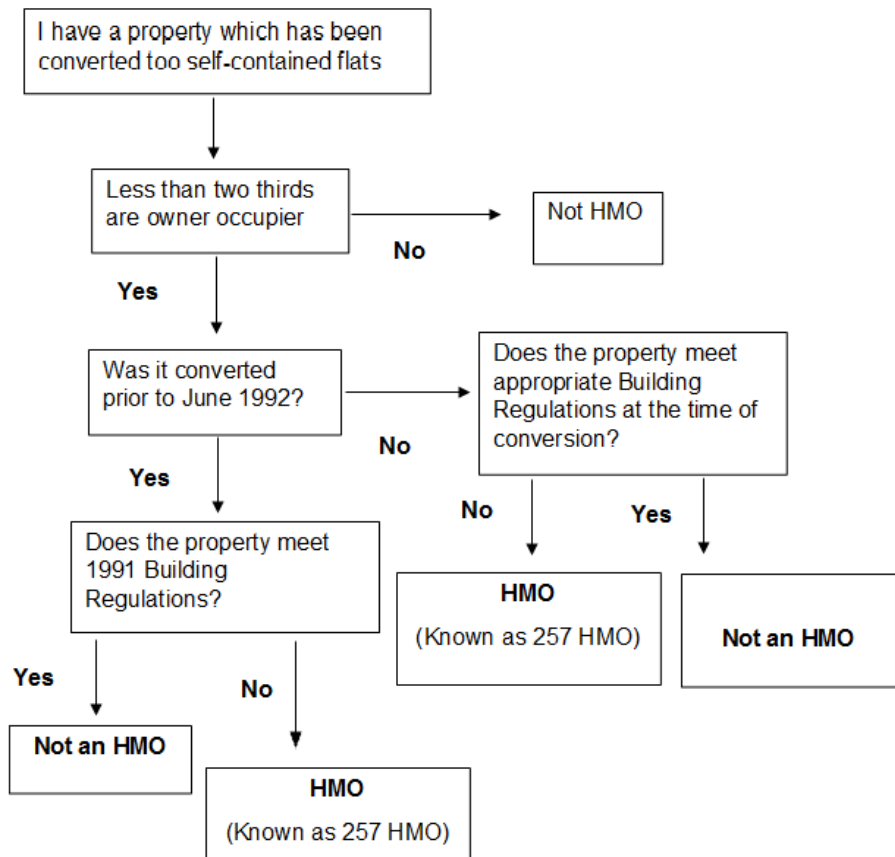 I have a property which has been
converted too self-contained flats
Less than two thirds
are owner occupier
Not HMO
No
Yes
Was it converted
prior to June 1992?
Does the property meet
appropriate Building
Regulations at the time of
conversion?
No
Yes
No
Yes
Does the property meet
1991 Building
Regulations?
HMO
(Known as 257 HMO)
Not an HMO
Yes
No
Not an HMO
HMO
(Known as 257 HMO)